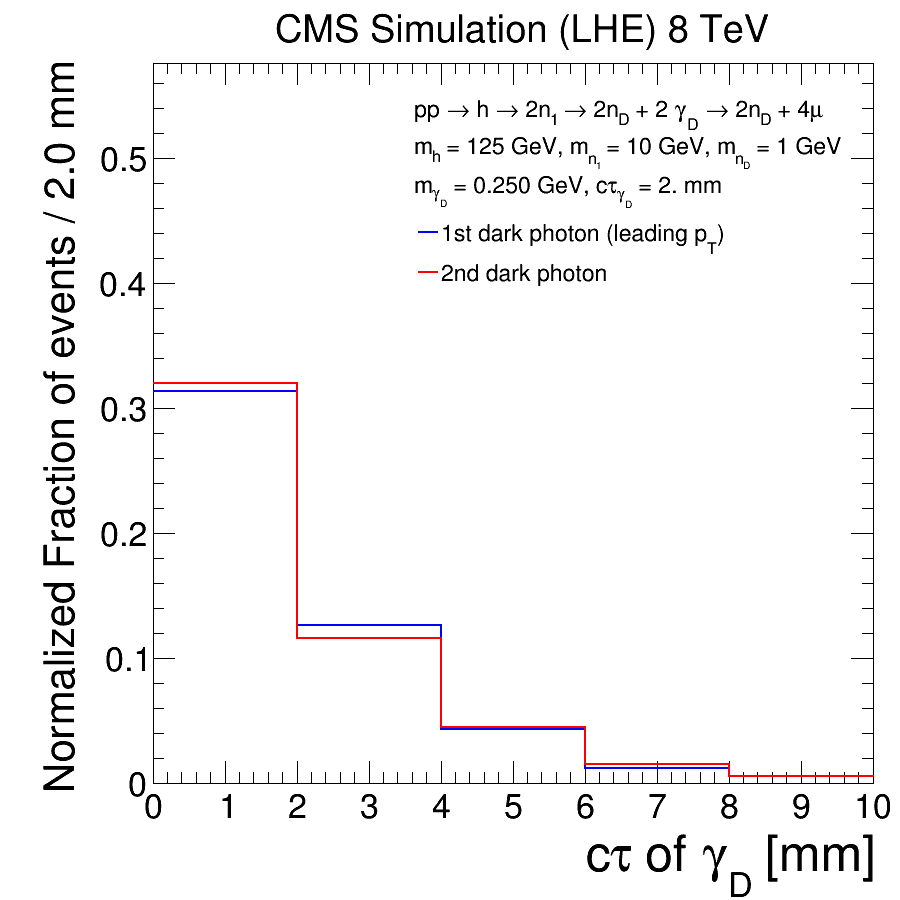 CMS Simulation (LHE) 8 TeV
pp → h → 2n1 → 2nD + 2 γD → 2nD + 4μ
mh = 125 GeV, mn1 = 10 GeV, mnD = 1 GeV
mγD = 0.250 GeV, cτγD = 2. mm
1st dark photon (leading pT)
2nd dark photon
Normalized Fraction of events / 2.0 mm
0.5
0.4
0.3
0.2
0.1
0
0 1 2 3 4 5 6 7 8 9 10
cτ of γD [mm]